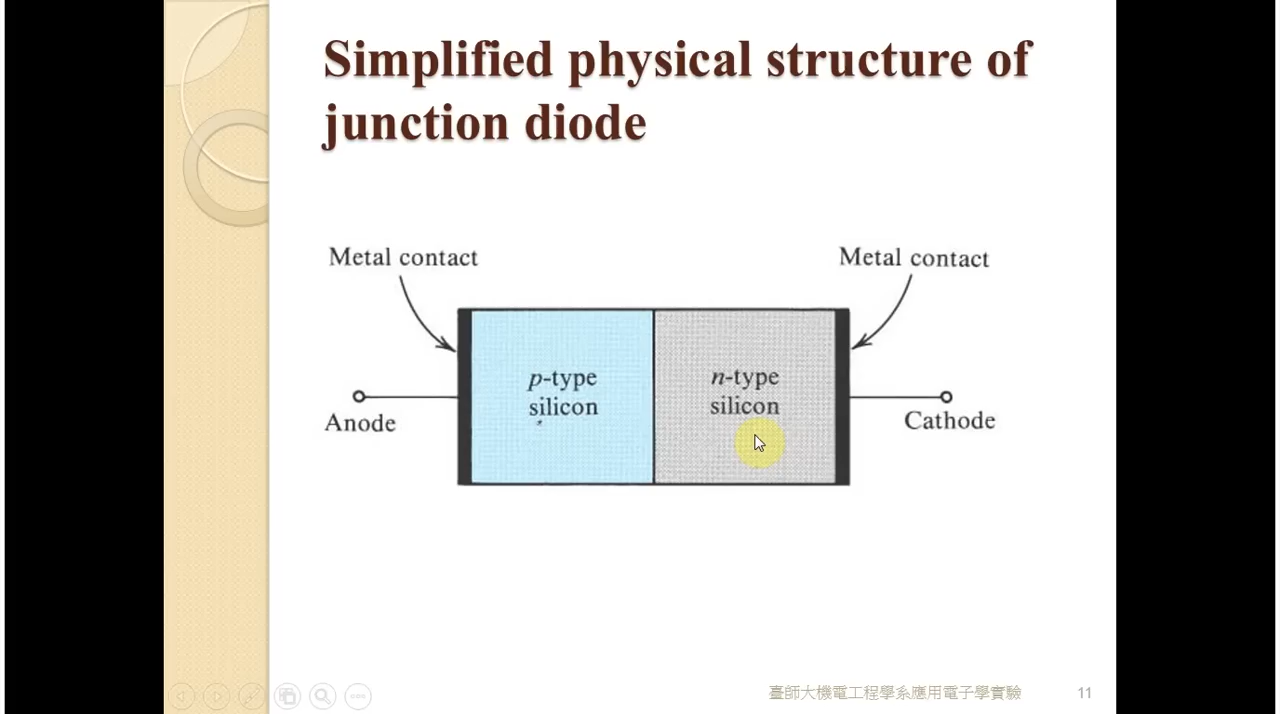 Simplified physical structure of
junction diode
Metal contact
Metal contact
p-type
silicon
n-type
silicon
Anode
Cathode
臺師大機電工程學系應用電子學實驗
11